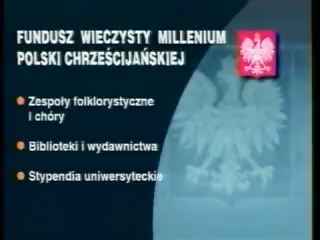 FUNDUSZ WIECZYSTY MILLENIUM
POLSKI CHRZEŚCIJAŃSKIEJ
Zespoły folklorystyczne
i chóry
Biblioteki i wydawnictwa
Stypendia uniwersyteckie